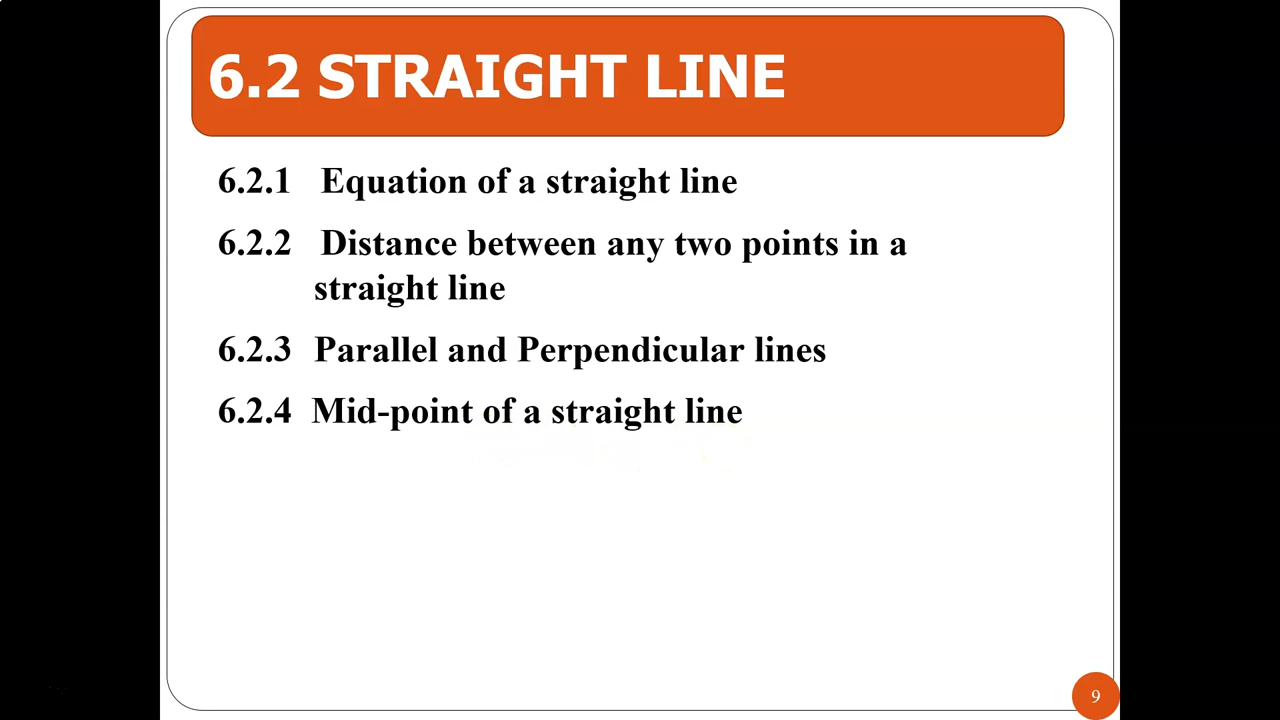 6.2 STRAIGHT LINE
6.2.1 Equation of a straight line
6.2.2 Distance between any two points in a
straight line
6.2.3 Parallel and Perpendicular lines
6.2.4 Mid-point of a straight line
9